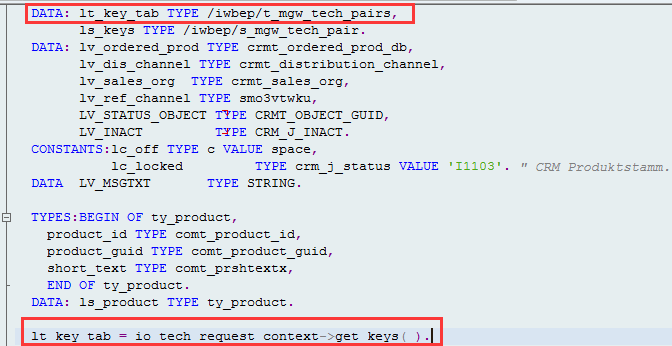 DATA: lt_key_tab TYPE /iwbep/t_mgw_tech_pairs,
ls_keys TYPE /iwbep/s_mgw_tech_pair.
DATA: lv_ordered_prod TYPE crmt_ordered_prod_db,
lv_dis_channel TYPE crmt_distribution_channel,
lv_sales_org TYPE crmt_sales_org,
lv_ref_channel TYPE smo3vtwku,
LV_STATUS_OBJECT TYPE CRMT_OBJECT_GUID,
LV_INACT TYPE CRM_J_INACT.
CONSTANTS:lc_off TYPE c VALUE space,
lc_locked TYPE crm_j_status VALUE 'I1103'. " CRM Produktstamm.
DATA LV_MSGTXT TYPE STRING.
TYPES:BEGIN OF ty_product,
product_id TYPE comt_product_id,
product_guid TYPE comt_product_guid,
short_text TYPE comt_prshtextx,
END OF ty_product.
DATA: ls_product TYPE ty_product.
lt_key_tab = io_tech_request_context->get_keys( ).